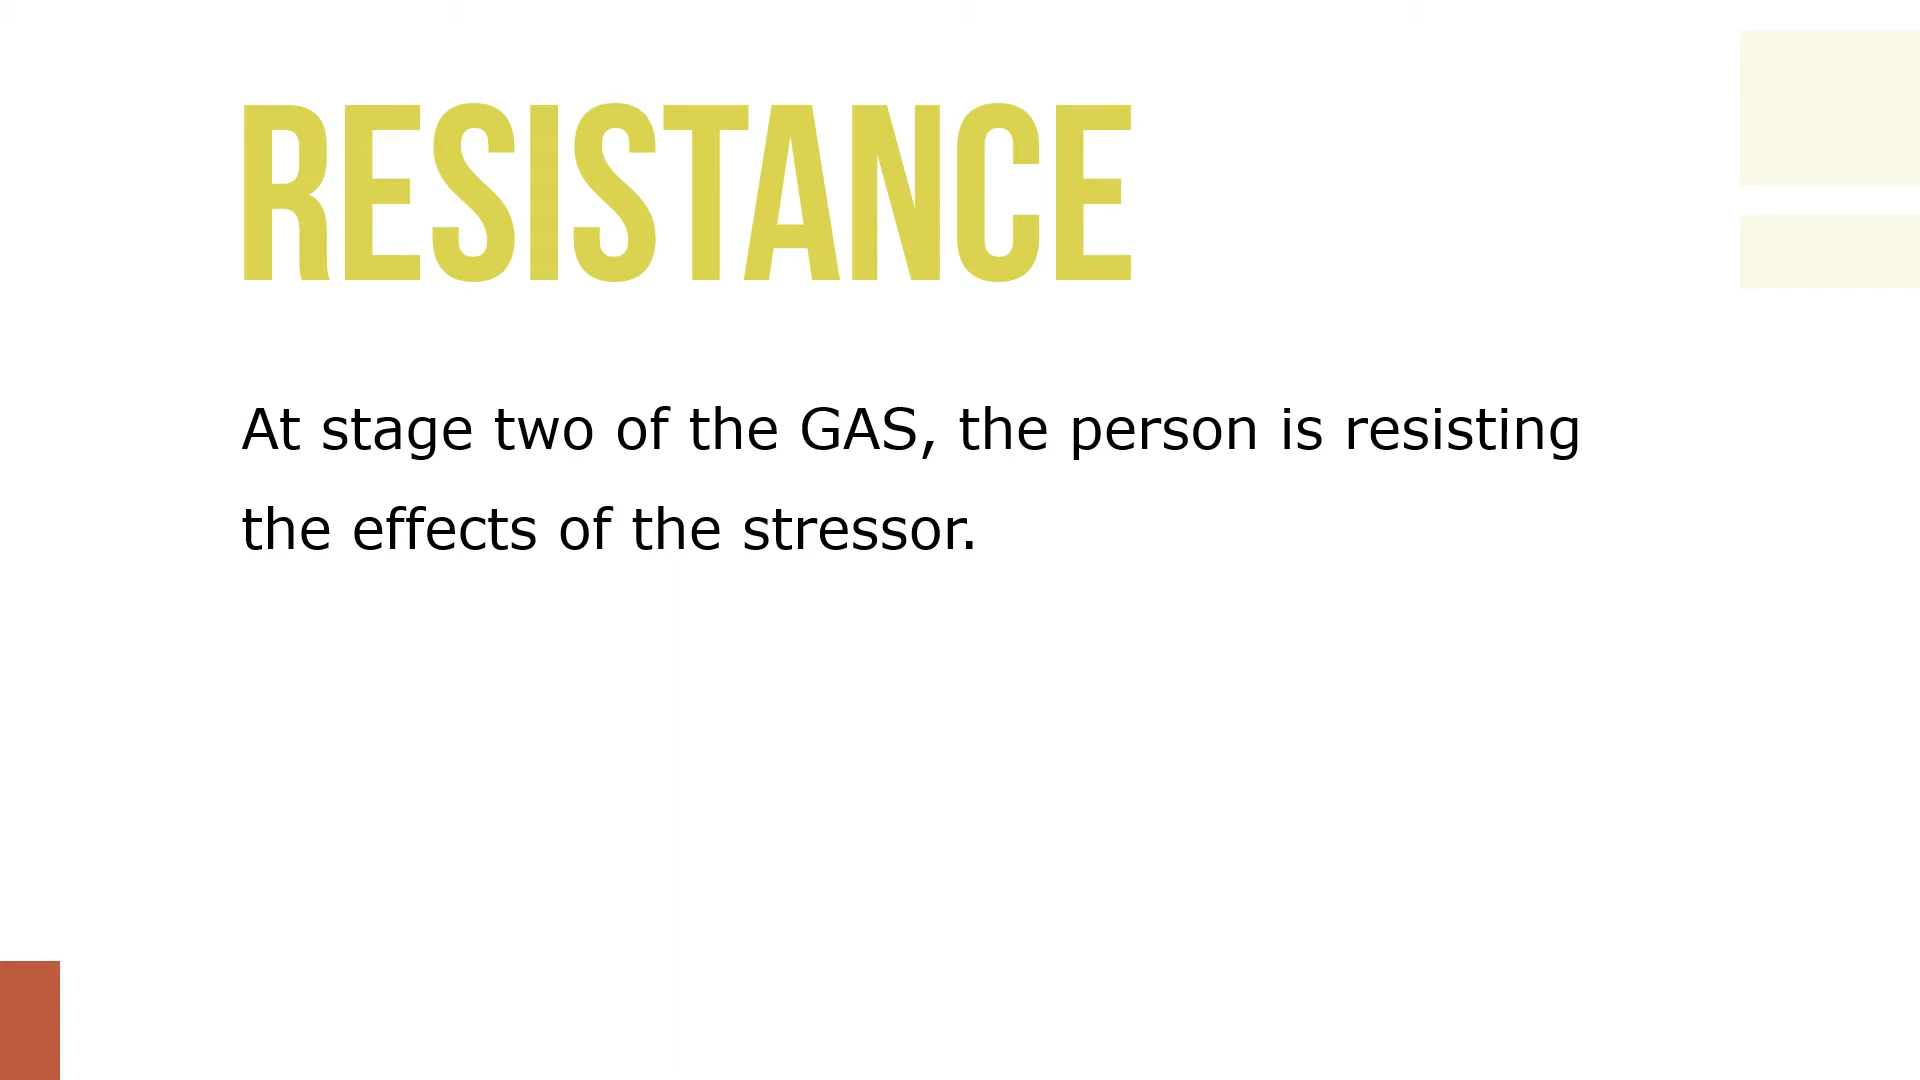 RESISTANCE
At stage two of the GAS, the person is resisting
the effects of the stressor.